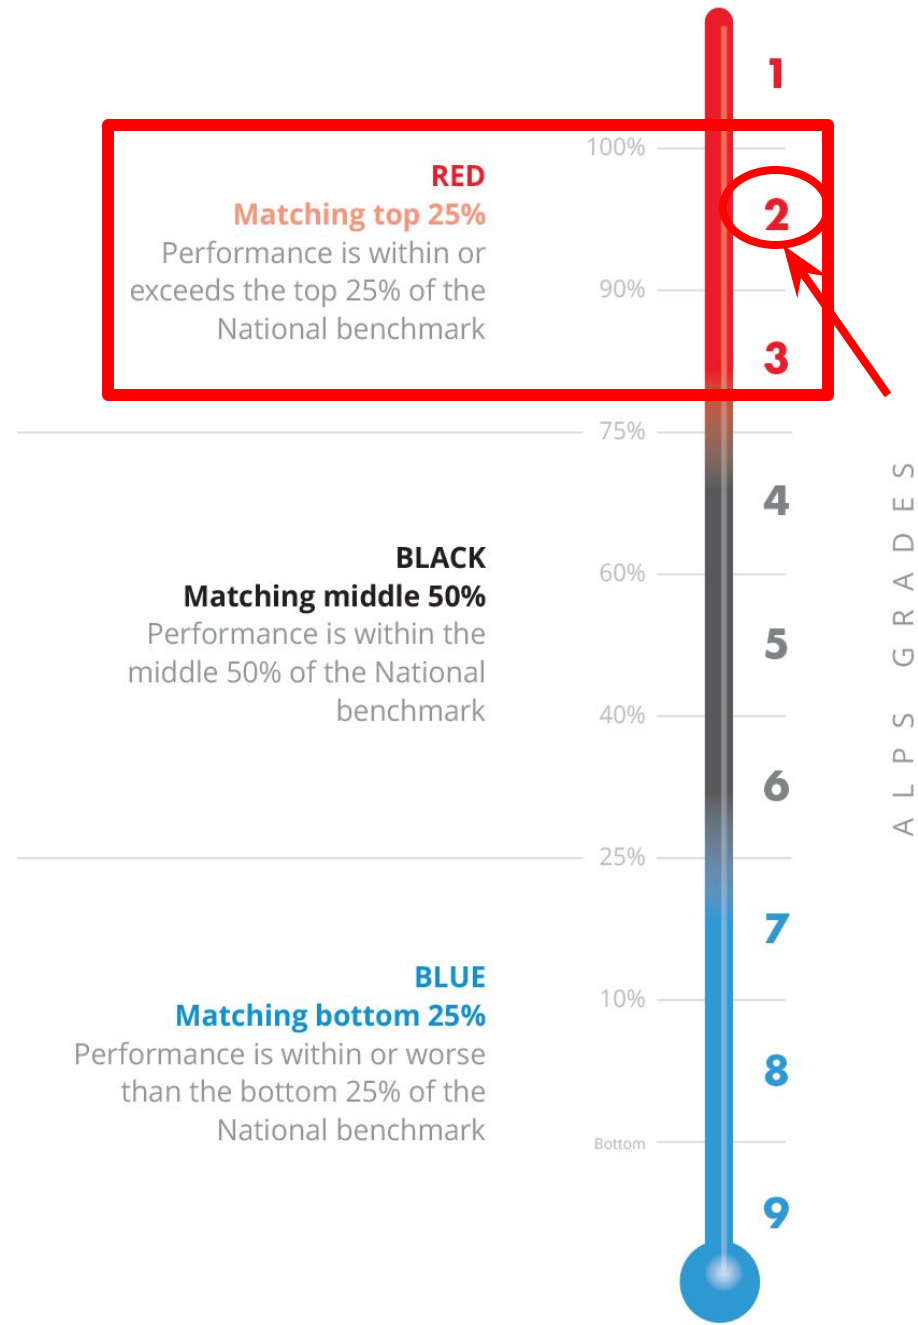 1
100%
RED
Matching top 25%
2
Performance is within or
exceeds the top 25% of the
90%
National benchmark
3
75%
4
BLACK
60%
Matching middle 50%
Performance is within the
5
middle 50% of the National
benchmark
40%
6
25%
7
BLUE
10%
Matching bottom 25%
Performance is within or worse
8
than the bottom 25% of the
National benchmark
Bottom
9
ALPS GRADES